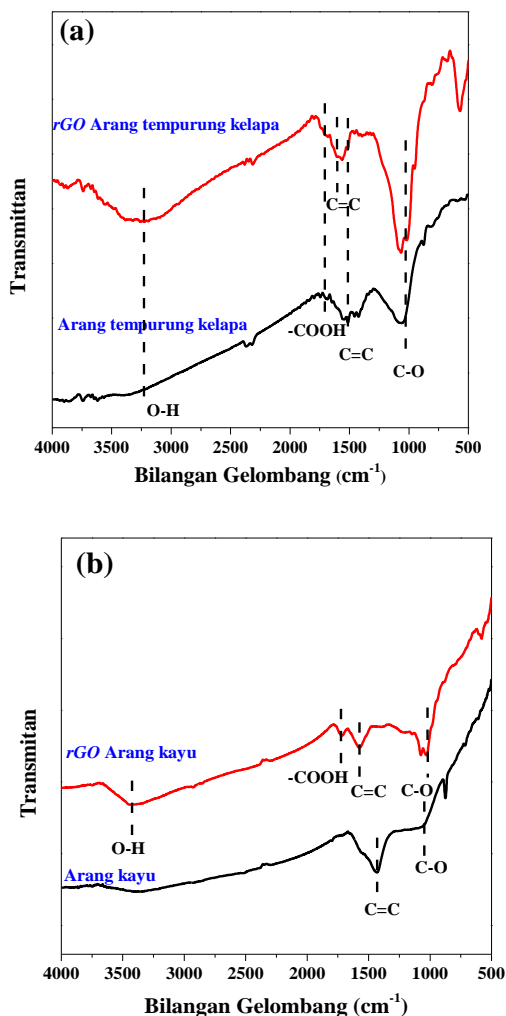 (a)
rGO Arang tempurung kelapa
C=C
Transmittan
Arang tempurung kelapa
-COOH
C=C
C-O
O-H
4000 3500 3000 2500 2000 1500 1000 500
Bilangan Gelombang (cm-1)
(b)
Transmitan
rGO Arang kayu
-COOH
C=C
C-O
O-H
Arang kayu
C-O
C=C
4000 3500 3000 2500 2000 1500 1000 500
Bilangan Gelombang (cm-1)